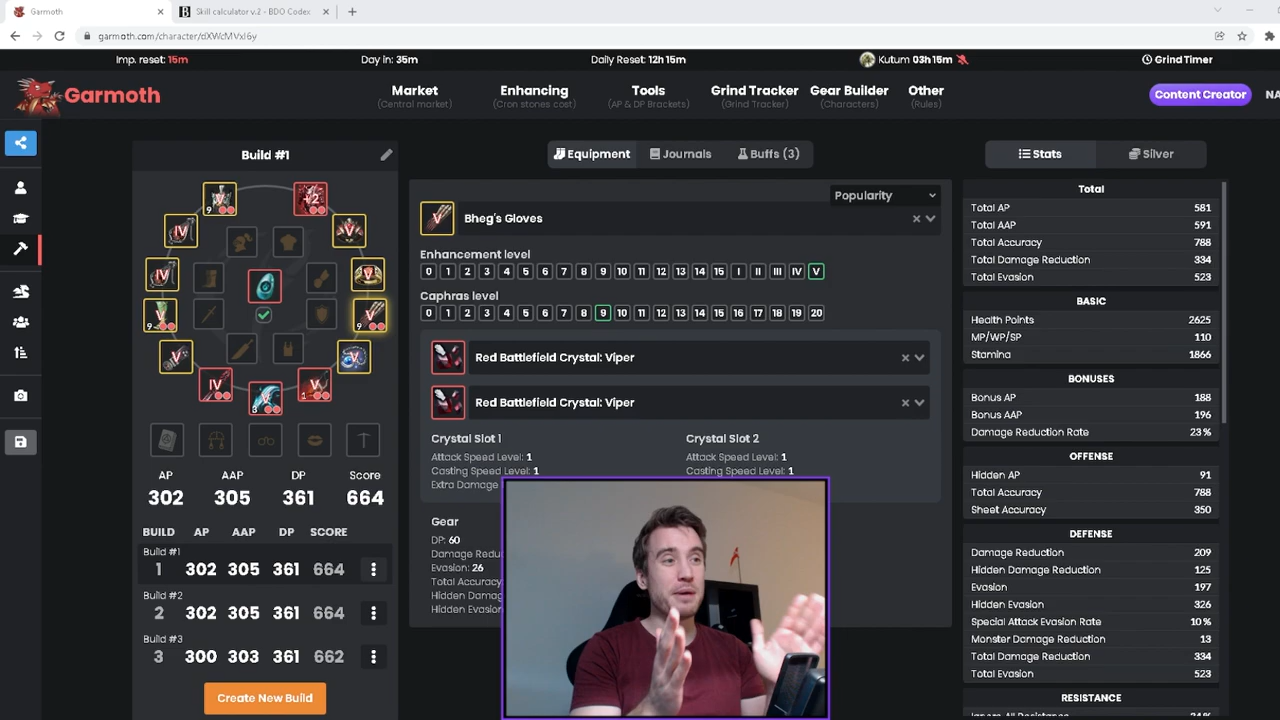 Garmoth
Skill calculator v.2 - BDO Codex
garmoth.com/character/
Imp. reset: 15m
Day in: 35m
Daily Reset: 12h 15m
Kutum 03h 15m
Grind Timer
Garmoth
Market
(Central market)
Enhancing
(Cron stones cost)
Tools
(AP & DP Brackets)
Grind Tracker
(Grind Tracker)
Gear Builder
(Characters)
Other
(Rules)
Content Creator
NA
Build #1
Equipment
Journals
Buffs (3)
Stats
Silver
Popularity
Bheg's Gloves
Enhancement level
0 1 2 3 4 5 6 7 8 9 10 11 12 13 14 15 I II III IV V
Caphras level
0 1 2 3 4 5 6 7 8 9 10 11 12 13 14 15 16 17 18 19 20
Red Battlefield Crystal: Viper
Red Battlefield Crystal: Viper
Crystal Slot 1
Attack Speed Level: 1
Casting Speed Level: 1
Extra Damage
Crystal Slot 2
Attack Speed Level: 1
Casting Speed Level: 1
Gear
DP: 60
Damage Redu
Evasion: 26
Total Accuracy
Hidden Damag
Hidden Evasion
AP AAP DP Score
302 305 361 664
BUILD AP AAP DP SCORE
Build #1
1 302 305 361 664
Build #2
2 302 305 361 664
Build #3
3 300 303 361 662
Create New Build
Total
Total AP 581
Total AAP 591
Total Accuracy 788
Total Damage Reduction 334
Total Evasion 523
BASIC
Health Points 2625
MP/WP/SP 110
Stamina 1866
BONUSES
Bonus AP 188
Bonus AAP 196
Damage Reduction Rate 23 %
OFFENSE
Hidden AP 91
Total Accuracy 788
Sheet Accuracy 350
DEFENSE
Damage Reduction 209
Hidden Damage Reduction 125
Evasion 197
Hidden Evasion 326
Special Attack Evasion Rate 10 %
Monster Damage Reduction 13
Total Damage Reduction 334
Total Evasion 523
RESISTANCE